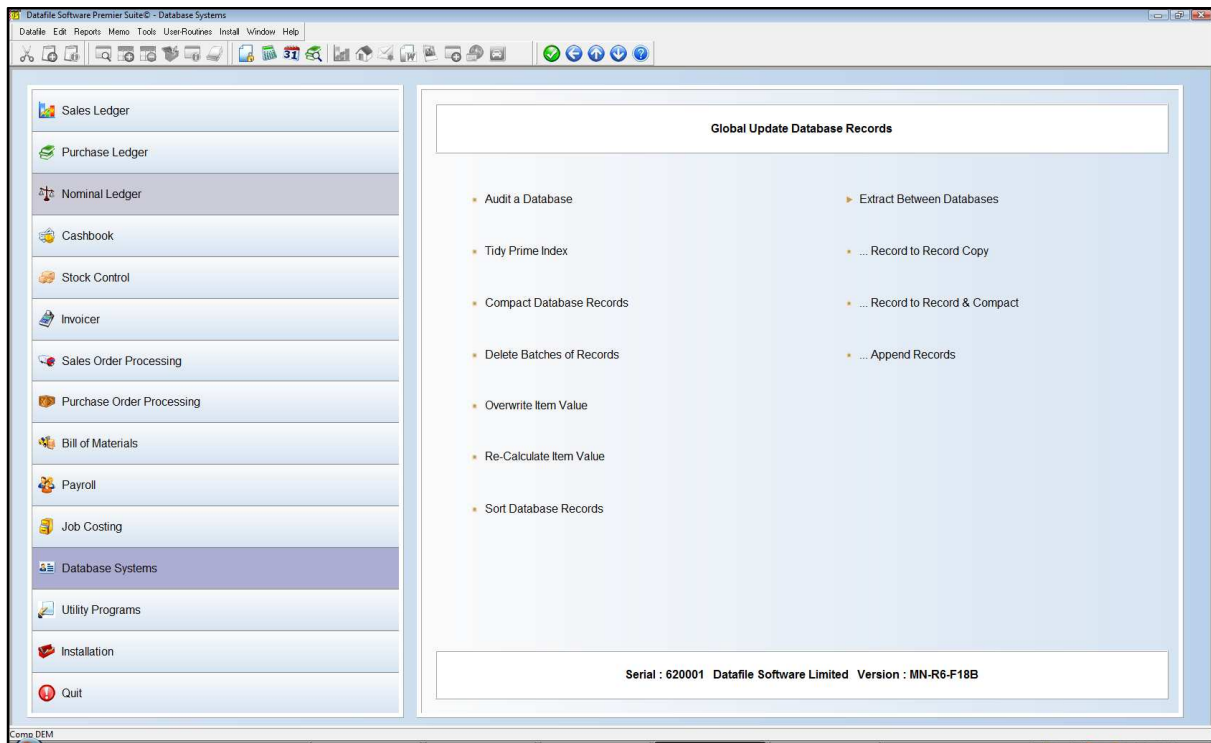 Datafile Software Premier Suite© - Database Systems
Datafile Edit Reports Memo Tools User-Routines Install Window Help
31
Sales Ledger
Purchase Ledger
Nominal Ledger
Cashbook
Stock Control
Invoicer
Sales Order Processing
Purchase Order Processing
Bill of Materials
Payroll
Job Costing
Database Systems
Utility Programs
Installation
Quit
Global Update Database Records
Audit a Database
Tidy Prime Index
Compact Database Records
Delete Batches of Records
Overwrite Item Value
Re-Calculate Item Value
Sort Database Records
Extract Between Databases
... Record to Record Copy
... Record to Record & Compact
... Append Records
Serial : 620001 Datafile Software Limited Version : MN-R6-F18B
Comp DEM